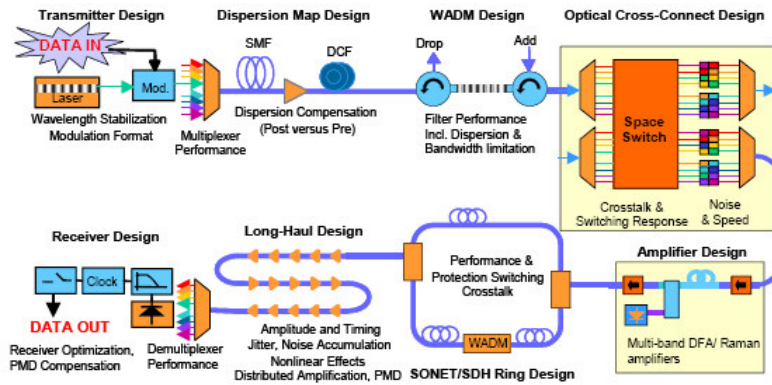 Transmitter Design
DATA IN
Laser
Mod.
Wavelength Stabilization
Modulation Format
Multiplexer
Performance
Dispersion Map Design
SMF
DCF
Dispersion Compensation
(Post versus Pre)
WADM Design
Drop
Add
Filter Performance
Incl. Dispersion &
Bandwidth limitation
Optical Cross-Connect Design
Space
Switch
Crosstalk &
Switching Response
Noise
& Speed
Receiver Design
Clock
DATA OUT
Receiver Optimization,
PMD Compensation
Demultiplexer
Performance
Long-Haul Design
Amplitude and Timing
Jitter, Noise Accumulation
Nonlinear Effects
Distributed Amplification, PMD
Performance &
Protection Switching
Crosstalk
WADM
SONET/SDH Ring Design
Amplifier Design
Multi-band DFA/ Raman
amplifiers